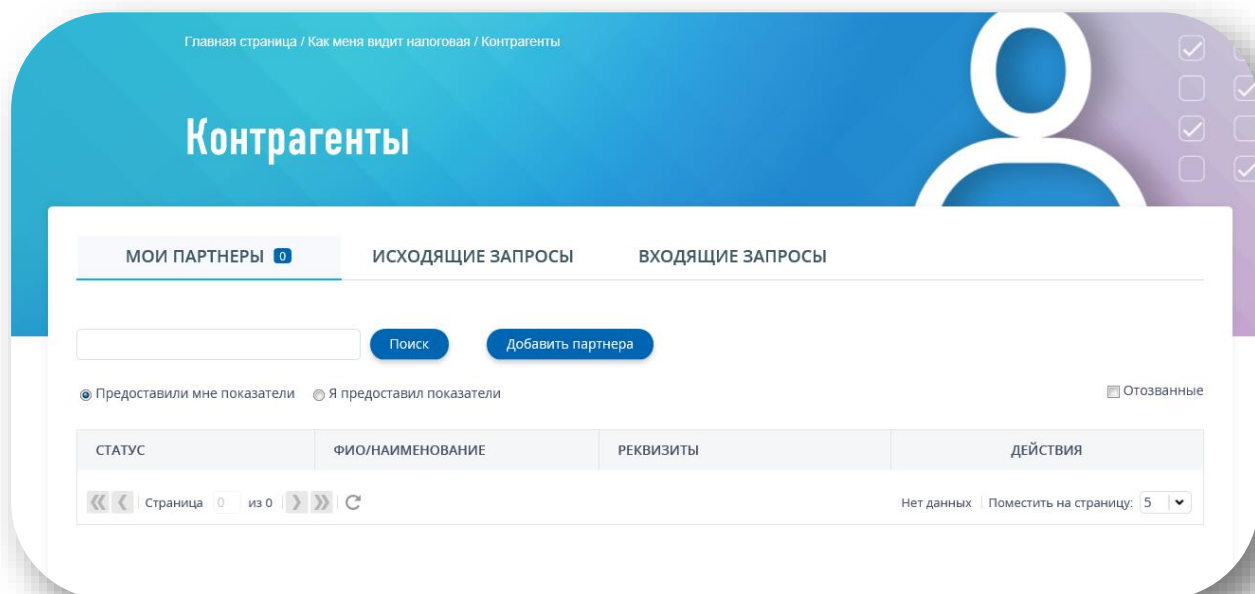 Главная страница / Как меня видит налоговая / Контрагенты
Контрагенты
МОИ ПАРТНЕРЫ 0 ИСХОДЯЩИЕ ЗАПРОСЫ ВХОДЯЩИЕ ЗАПРОСЫ
Поиск Добавить партнера
Предоставили мне показатели Я предоставил показатели Отозванные
СТАТУС ФИО/НАИМЕНОВАНИЕ РЕКВИЗИТЫ ДЕЙСТВИЯ
Страница 0 из 0 Нет данных Поместить на страницу: 5